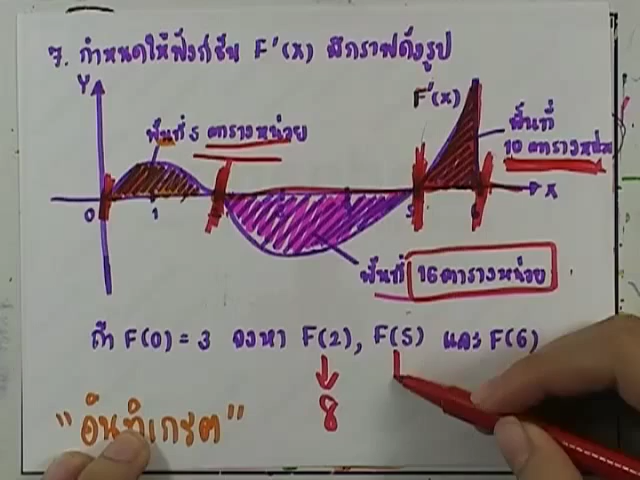 7. กำหนดให้ฟังก์ชัน F'(x) มีกราฟดังรูป
Y
F'(x)
พื้นที่ 5 ตารางหน่วย
พื้นที่
10 ตารางหน่วย
0 1 5 x
พื้นที่ 16 ตารางหน่วย
ถ้า F(0) = 3 จงหา F(2), F(5) และ F(6)
8
"อินทิเกรต"